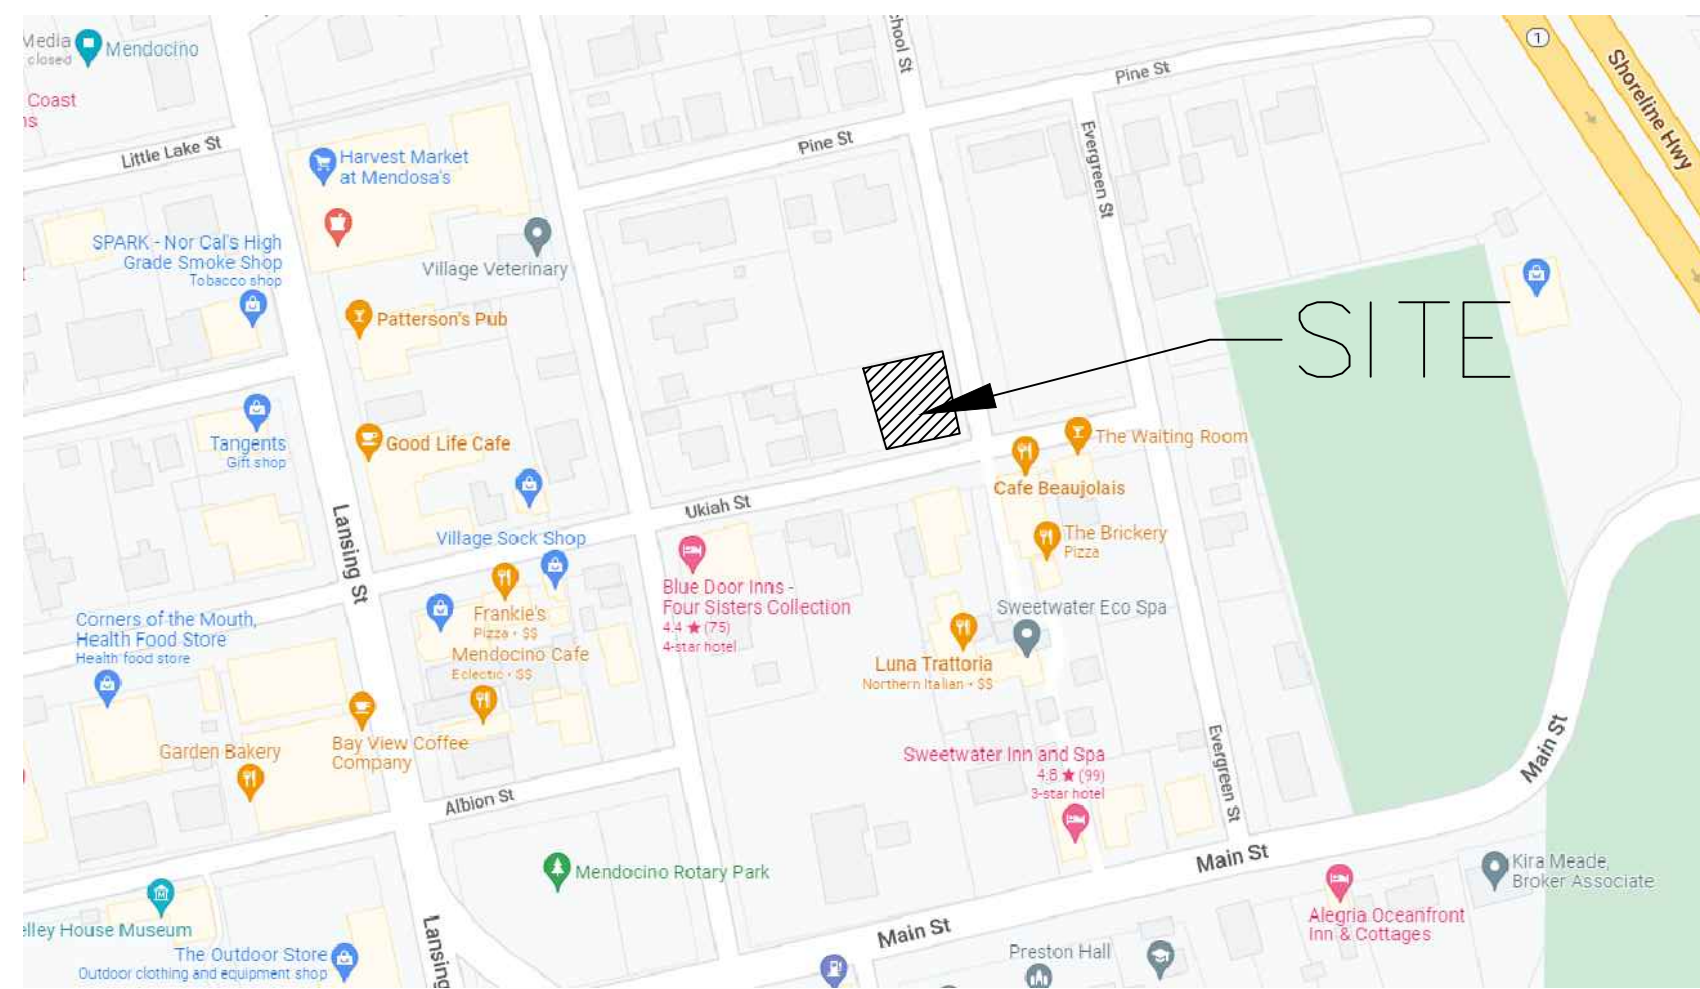 Media
closed
Mendocino
Coast
School St
Pine St
1
Shoreline Hwy
Little Lake St
Harvest Market
at Mendosa's
Pine St
Evergreen St
SPARK - Nor Cal's High
Grade Smoke Shop
Tobacco shop
Village Veterinary
Patterson's Pub
SITE
Tangents
Gift shop
Good Life Cafe
The Waiting Room
Cafe Beaujolais
Lansing St
Ukiah St
Village Sock Shop
The Brickery
Pizza
Blue Door Inns -
Four Sisters Collection
4.4 ★ (75)
4-star hotel
Frankie's
Pizza • $$
Sweetwater Eco Spa
Corners of the Mouth,
Health Food Store
Health food store
Mendocino Cafe
Eclectic • $$
Luna Trattoria
Northern Italian • $$
Garden Bakery
Bay View Coffee
Company
Sweetwater Inn and Spa
4.8 ★ (99)
3-star hotel
Evergreen St
Main St
Albion St
Mendocino Rotary Park
Main St
Kira Meade,
Broker Associate
elley House Museum
The Outdoor Store
Outdoor clothing and equipment shop
Lansing
Main St
Preston Hall
Alegria Oceanfront
Inn & Cottages